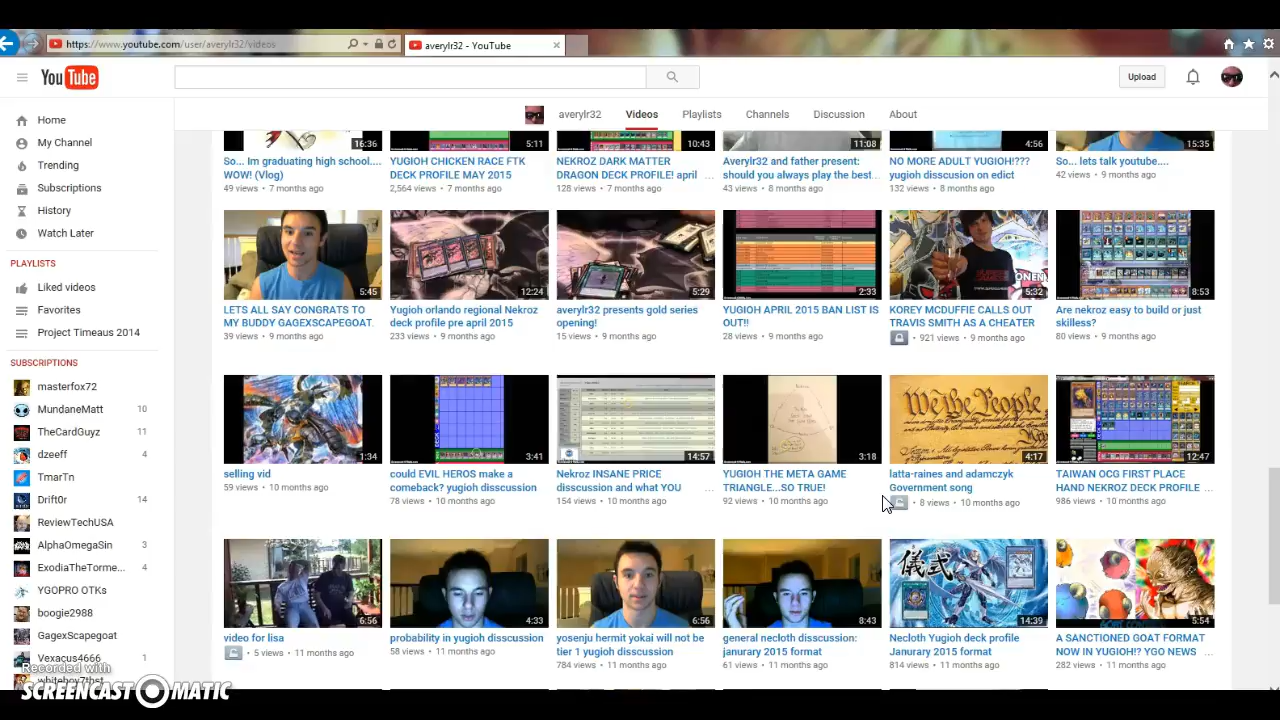 https://www.youtube.com/user/averylr32/videos
averylr32 - YouTube
YouTube
Upload
averylr32 Videos Playlists Channels Discussion About
Home
My Channel
Trending
Subscriptions
History
Watch Later
PLAYLISTS
Liked videos
Favorites
Project Timeaus 2014
SUBSCRIPTIONS
masterfox72
MundaneMatt 10
TheCardGuyz 11
dzeeff 4
TmarTn
Drift0r 14
ReviewTechUSA
AlphaOmegaSin 3
ExodiaTheTorme... 4
YGOPRO OTKs
boogie2988
GagexScapegoat
Vexacus4666 1
whiteboy7thst
16:36
So... Im graduating high school....
WOW! (Vlog)
49 views • 7 months ago
5:11
YUGIOH CHICKEN RACE FTK
DECK PROFILE MAY 2015
2,564 views • 7 months ago
10:43
NEKROZ DARK MATTER
DRAGON DECK PROFILE! april ...
128 views • 7 months ago
11:08
Averylr32 and father present:
should you always play the best...
43 views • 8 months ago
4:56
NO MORE ADULT YUGIOH!???
yugioh disscusion on edict
132 views • 8 months ago
15:35
So... lets talk youtube....
42 views • 9 months ago
5:45
LETS ALL SAY CONGRATS TO
MY BUDDY GAGEXSCAPEGOAT.
39 views • 9 months ago
12:24
Yugioh orlando regional Nekroz
deck profile pre april 2015
233 views • 9 months ago
5:29
averylr32 presents gold series
opening!
15 views • 9 months ago
2:33
YUGIOH APRIL 2015 BAN LIST IS
OUT!!
28 views • 9 months ago
5:32
KOREY MCDUFFIE CALLS OUT
TRAVIS SMITH AS A CHEATER
921 views • 9 months ago
5:03
Are nekroz easy to build or just
skilless?
80 views • 9 months ago
1:34
selling vid
59 views • 10 months ago
3:41
could EVIL HEROS make a
comeback? yugioh disscussion
78 views • 10 months ago
14:57
Nekroz INSANE PRICE
disscussion and what YOU ...
154 views • 10 months ago
3:18
YUGIOH THE META GAME
TRIANGLE...SO TRUE!
92 views • 10 months ago
We the People
4:17
latta-raines and adamczyk
Government song
8 views • 10 months ago
12:47
TAIWAN OCG FIRST PLACE
HAND NEKROZ DECK PROFILE ...
986 views • 10 months ago
6:56
video for lisa
5 views • 11 months ago
4:33
probability in yugioh disscusion
58 views • 11 months ago
6:56
yosenju hermit yokai will not be
tier 1 yugioh disscussion
784 views • 11 months ago
8:43
general necloth disscussion:
janurary 2015 format
61 views • 11 months ago
儀式
14:39
Necloth Yugioh deck profile
Janurary 2015 format
814 views • 11 months ago
5:54
A SANCTIONED GOAT FORMAT
NOW IN YUGIOH!? YGO NEWS ...
282 views • 11 months ago
Recorded with
SCREENCAST-O-MATIC